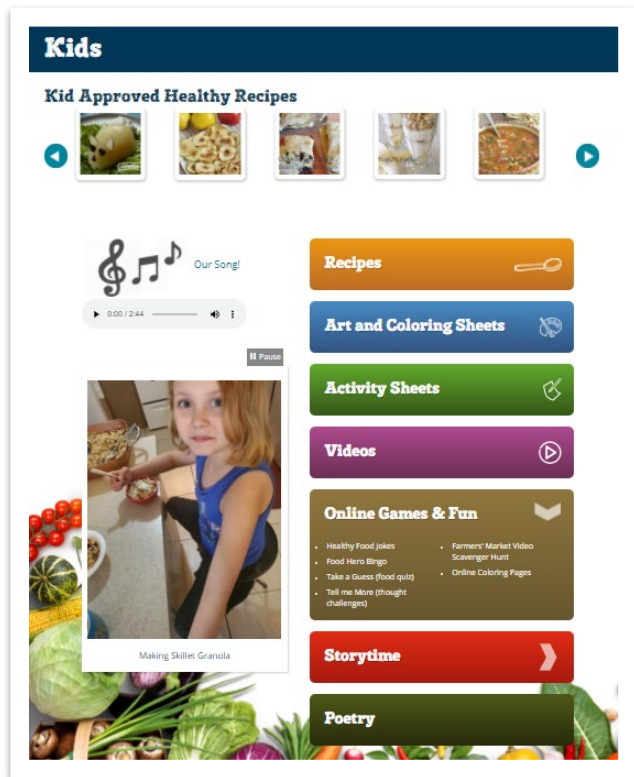 Kids
Kid Approved Healthy Recipes
Our Song!
0:00 / 2:44
Pause
Making Skillet Granola
Recipes
Art and Coloring Sheets
Activity Sheets
Videos
Online Games & Fun
Healthy Food Jokes
Food Hero Bingo
Take a Guess (food quiz)
Tell me More (thought
challenges)
Farmers' Market Video
Scavenger Hunt
Online Coloring Pages
Storytime
Poetry